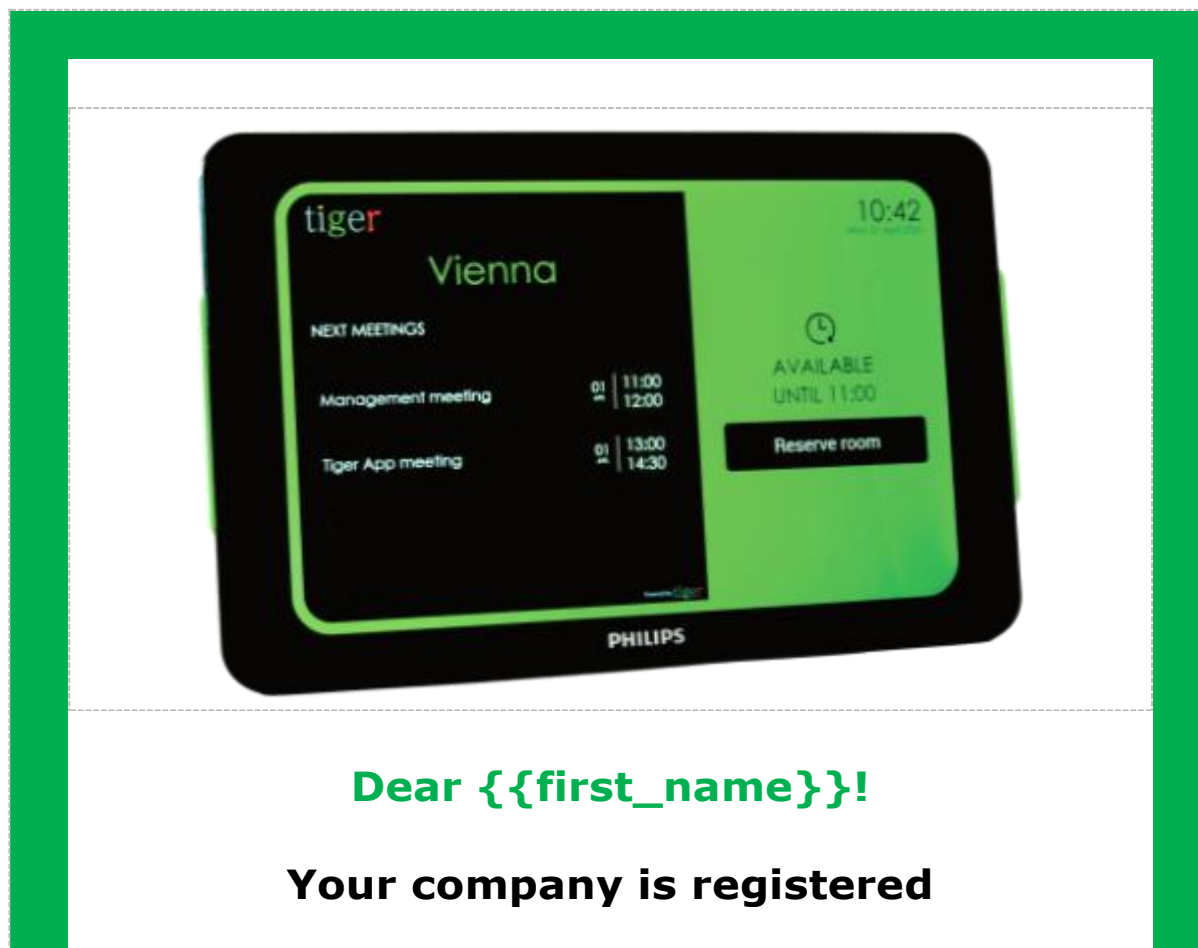 tiger
10:42
Vienna
NEXT MEETINGS
Management meeting
01
11:00
12:00
Tiger App meeting
01
13:00
14:30
AVAILABLE
UNTIL 11:00
Reserve room
tiger
PHILIPS
Dear {{first_name}}!
Your company is registered